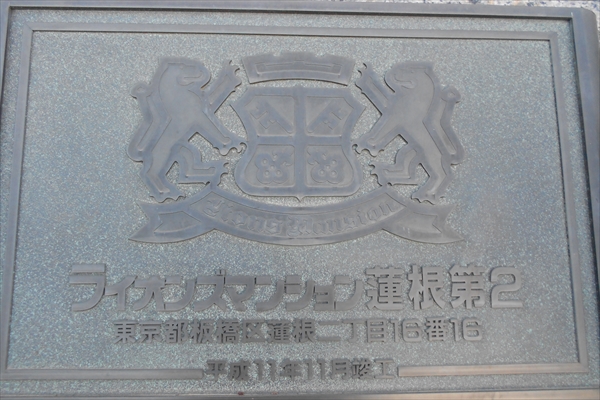 Lions Mansion
ライオンズマンション蓮根第2
東京都板橋区蓮根二丁目16番16
平成11年11月竣工